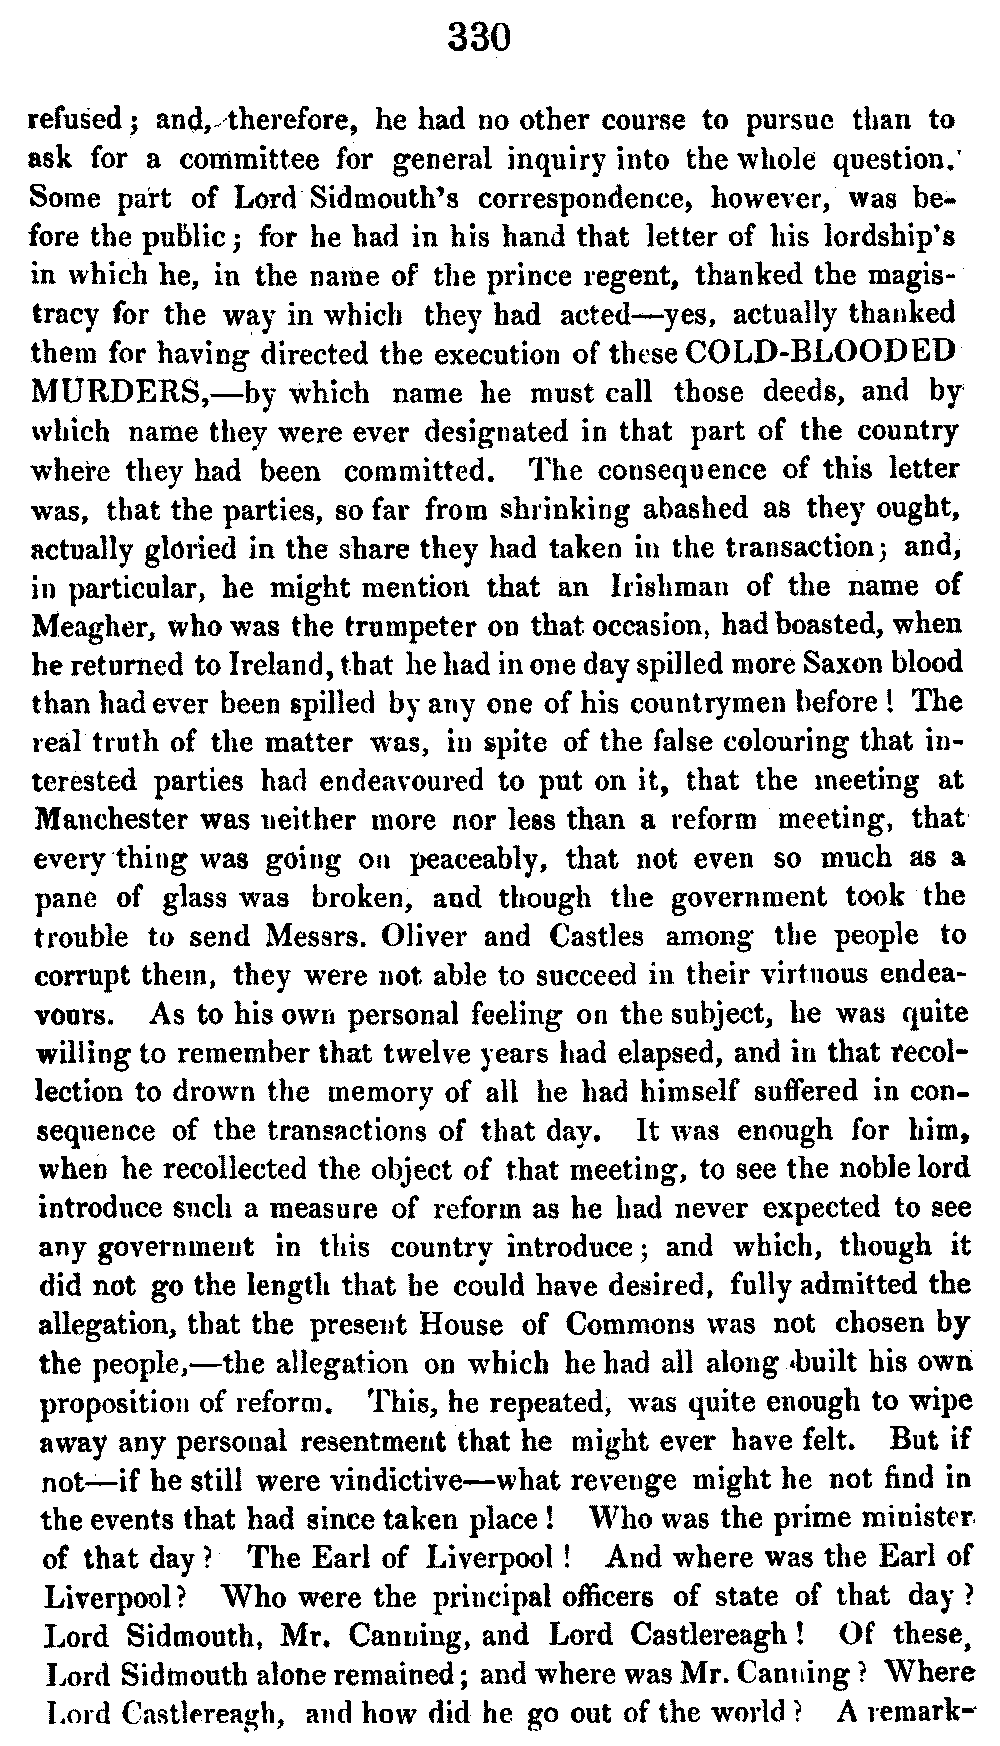 330
refused; and, therefore, he had no other course to pursue than to
ask for a committee for general inquiry into the whole question.
Some part of Lord Sidmouth's correspondence, however, was be-
fore the public; for he had in his hand that letter of his lordship's
in which he, in the name of the prince regent, thanked the magis-
tracy for the way in which they had acted—yes, actually thanked
them for having directed the execution of these COLD-BLOODED
MURDERS,—by which name he must call those deeds, and by
which name they were ever designated in that part of the country
where they had been committed. The consequence of this letter
was, that the parties, so far from shrinking abashed as they ought,
actually gloried in the share they had taken in the transaction; and,
in particular, he might mention that an Irishman of the name of
Meagher, who was the trumpeter on that occasion, had boasted, when
he returned to Ireland, that he had in one day spilled more Saxon blood
than had ever been spilled by any one of his countrymen before! The
real truth of the matter was, in spite of the false colouring that in-
terested parties had endeavoured to put on it, that the meeting at
Manchester was neither more nor less than a reform meeting, that
every thing was going on peaceably, that not even so much as a
pane of glass was broken, and though the government took the
trouble to send Messrs. Oliver and Castles among the people to
corrupt them, they were not able to succeed in their virtuous endea-
vours. As to his own personal feeling on the subject, he was quite
willing to remember that twelve years had elapsed, and in that recol-
lection to drown the memory of all he had himself suffered in con-
sequence of the transactions of that day. It was enough for him,
when he recollected the object of that meeting, to see the noble lord
introduce such a measure of reform as he had never expected to see
any government in this country introduce; and which, though it
did not go the length that he could have desired, fully admitted the
allegation, that the present House of Commons was not chosen by
the people,—the allegation on which he had all along built his own
proposition of reform. This, he repeated, was quite enough to wipe
away any personal resentment that he might ever have felt. But if
not—if he still were vindictive—what revenge might he not find in
the events that had since taken place! Who was the prime minister
of that day? The Earl of Liverpool! And where was the Earl of
Liverpool? Who were the principal officers of state of that day?
Lord Sidmouth, Mr. Canning, and Lord Castlereagh! Of these,
Lord Sidmouth alone remained; and where was Mr. Canning? Where
Lord Castlereagh, and how did he go out of the world? A remark-